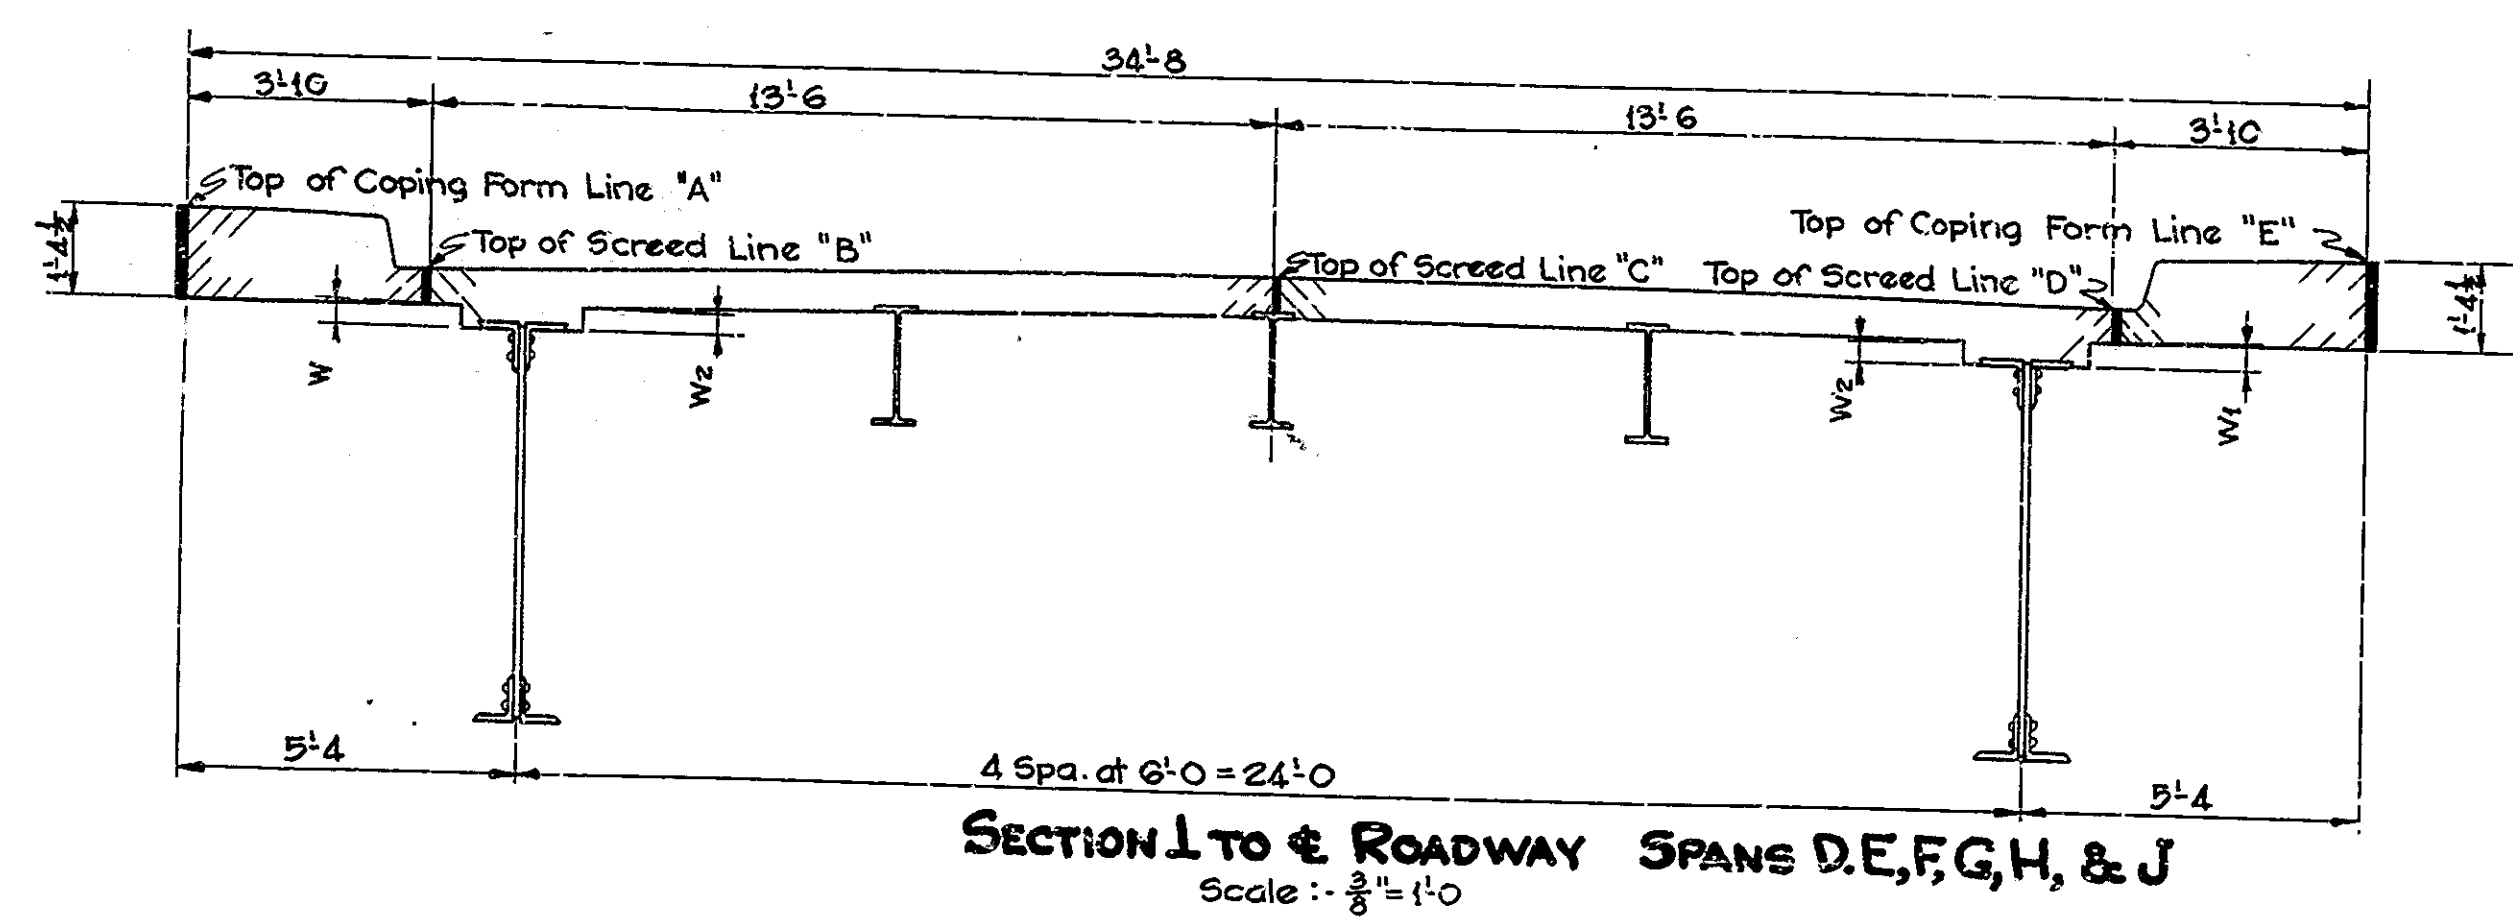 34'-8
3'-10
13'-6
13'-6
3'-10
Top of Coping Form Line "A"
Top of Coping Form Line "E"
1'-4½
Top of Screed Line "B"
Top of Screed Line "C"
Top of Screed Line "D"
1'-4½
W
W2
W2
W1
5'-4
4 Spa. at 6'-0 = 24'-0
5'-4
SECTION ⊥ TO ℄ ROADWAY SPANS D.E,F,G,H, & J
Scale :- 3/8" = 1'-0